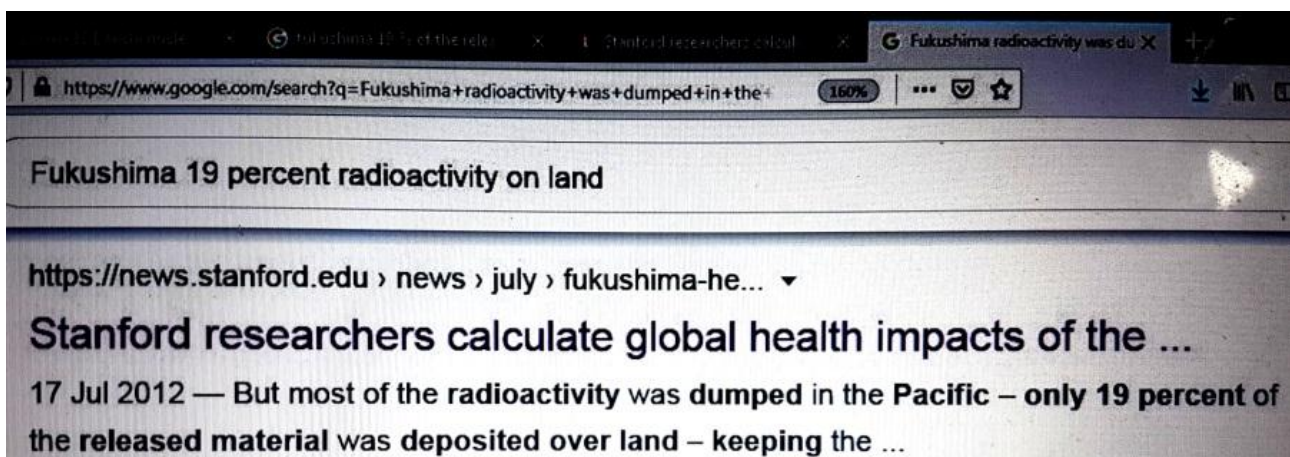 Fukushima radioactivity was du
https://www.google.com/search?q=Fukushima+radioactivity+was+dumped+in+the+
160%
Fukushima 19 percent radioactivity on land
https://news.stanford.edu › news › july › fukushima-he...
Stanford researchers calculate global health impacts of the ...
17 Jul 2012 — But most of the radioactivity was dumped in the Pacific – only 19 percent of
the released material was deposited over land – keeping the ...